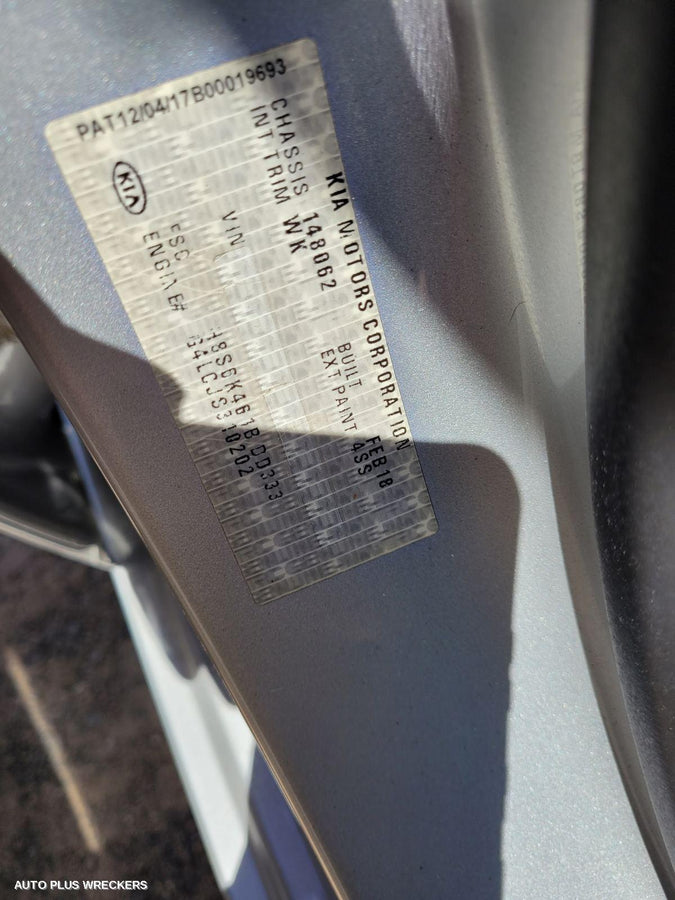 PAT12/04/17B00019693
KIA
KIA MOTORS CORPORATION
CHASSIS 148062 BUILT FEB18
INT TRIM WK EXT PAINT 4SS
VIN
ESC
ENGINE# G4LCJS310202
AUTO PLUS WRECKERS